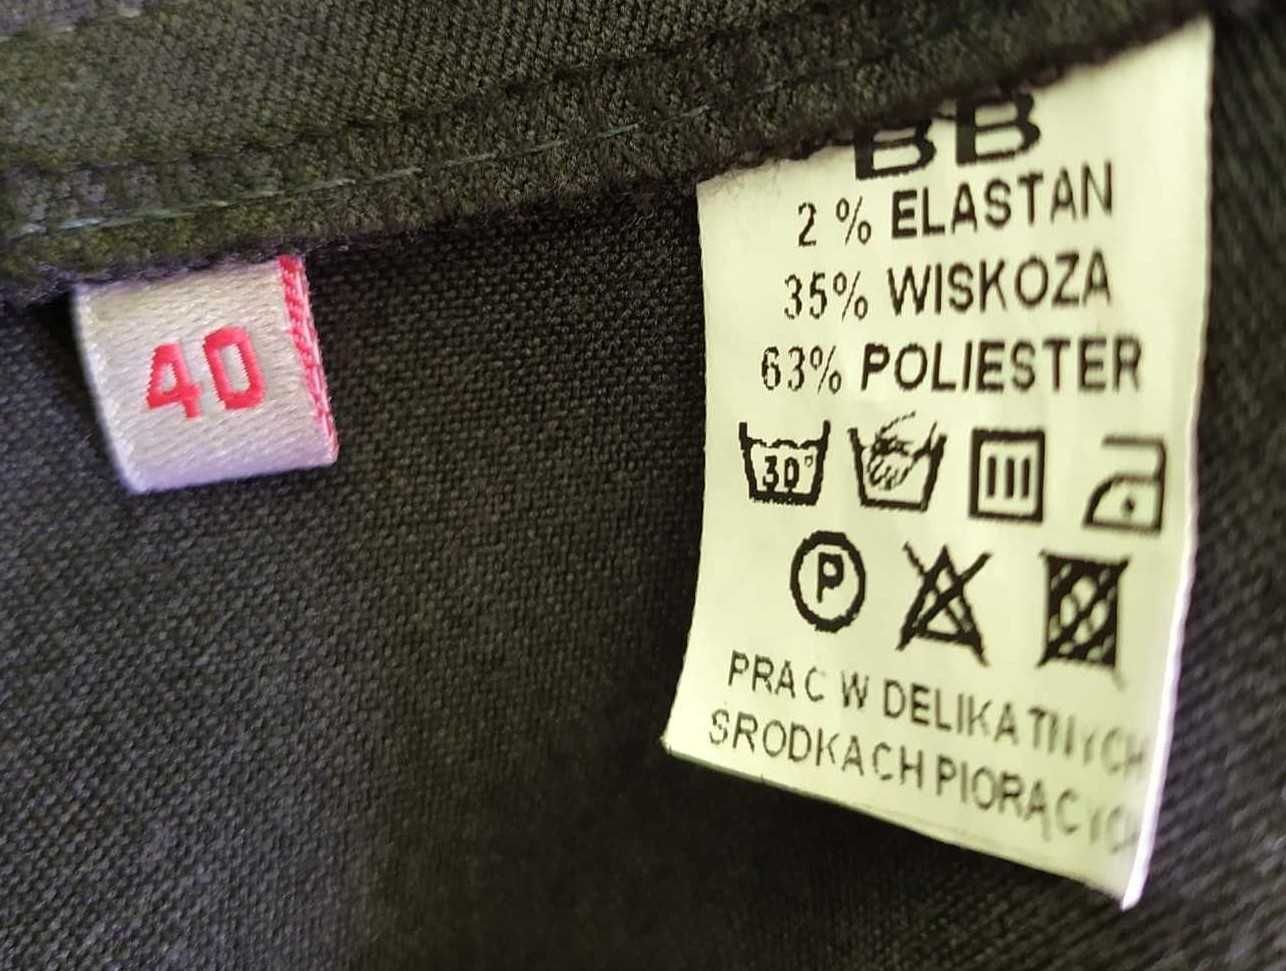 BB
2 % ELASTAN
35% WISKOZA
63% POLIESTER
40
30°
P
PRAC W DELIKATNYCH
SRODKACH PIORĄCYCH